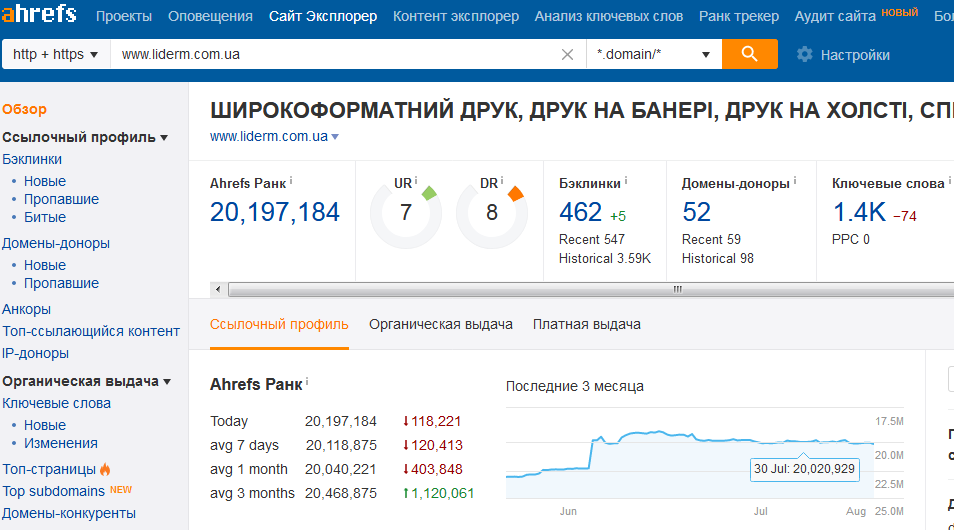 ahrefs Проекты Оповещения Сайт Эксплорер Контент эксплорер Анализ ключевых слов Ранк трекер Аудит сайта НОВЫЙ
http + https www.liderm.com.ua *.domain/* Настройки
Обзор
Ссылочный профиль
Бэклинки
• Новые
• Пропавшие
• Битые
Домены-доноры
• Новые
• Пропавшие
Анкоры
Топ-ссылающийся контент
IP-доноры
Органическая выдача
Ключевые слова
• Новые
• Изменения
Топ-страницы
Top subdomains NEW
Домены-конкуренты
ШИРОКОФОРМАТНИЙ ДРУК, ДРУК НА БАНЕРІ, ДРУК НА ХОЛСТІ,
www.liderm.com.ua
Ahrefs Ранк i
20,197,184
UR i
7
DR i
8
Бэклинки i
462 +5
Recent 547
Historical 3.59K
Домены-доноры i
52
Recent 59
Historical 98
Ключевые слова i
1.4K −74
PPC 0
Ссылочный профиль Органическая выдача Платная выдача
Ahrefs Ранк i
Today 20,197,184 ↓118,221
avg 7 days 20,118,875 ↓120,413
avg 1 month 20,040,221 ↓403,848
avg 3 months 20,468,875 ↑1,120,061
Последние 3 месяца
17.5M
20.0M
22.5M
25.0M
30 Jul: 20,020,929
Jun Jul Aug